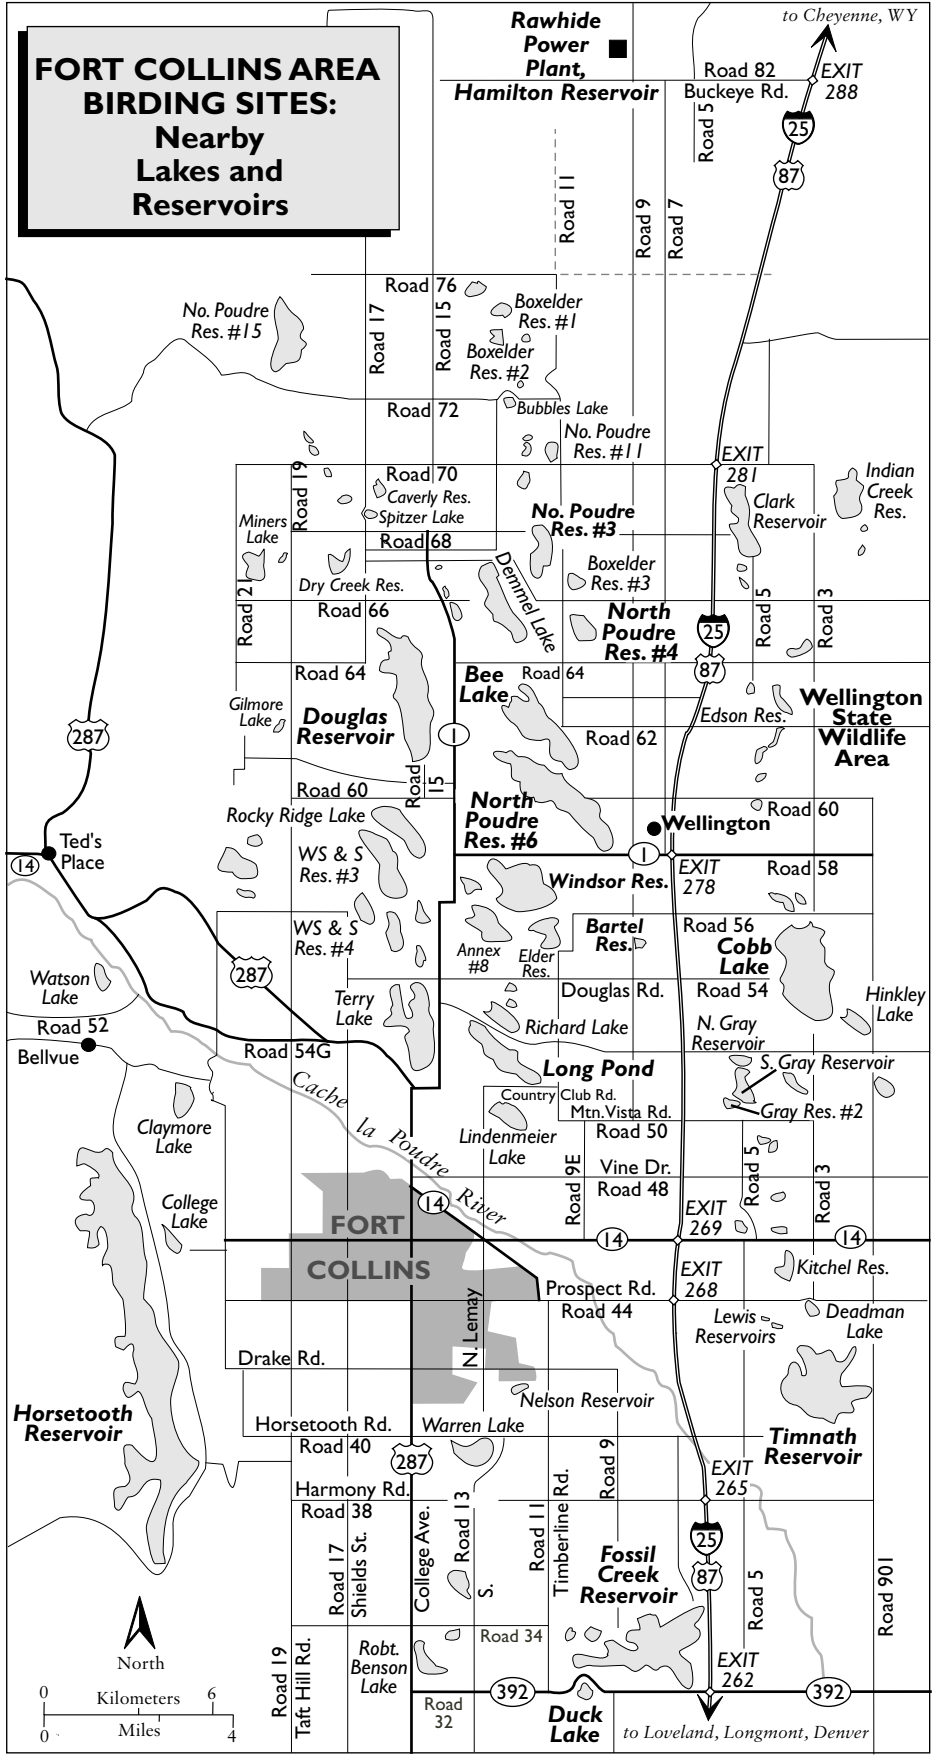 to Cheyenne, WY
Rawhide
Power
Plant,
Hamilton Reservoir
FORT COLLINS AREA
BIRDING SITES:
Nearby
Lakes and
Reservoirs
Road 82
Buckeye Rd.
EXIT
288
Road 5
25
87
Road 11
Road 9
Road 7
Road 76
Road 17
Road 15
No. Poudre
Res. #15
Boxelder
Res. #1
Boxelder
Res. #2
Road 72
Bubbles Lake
No. Poudre
Res. #11
EXIT
281
Road 70
Road 19
Caverly Res.
Spitzer Lake
Indian
Creek
Res.
Clark
Reservoir
No. Poudre
Res. #3
Miners
Lake
Road 68
Dry Creek Res.
Demmel Lake
Boxelder
Res. #3
Road 21
Road 66
North
Poudre
Res. #4
Road 5
Road 3
25
87
Road 64
Bee
Lake
Road 64
Gilmore
Lake
Douglas
Reservoir
Edson Res.
Wellington
State
Wildlife
Area
287
1
Road 62
Road 15
Road 60
Rocky Ridge Lake
North
Poudre
Res. #6
Road 60
Wellington
Ted's
Place
14
WS & S
Res. #3
1
EXIT
278
Road 58
Windsor Res.
WS & S
Res. #4
Annex
#8
Elder
Res.
Bartel
Res.
Road 56
Cobb
Lake
287
Watson
Lake
Terry
Lake
Douglas Rd.
Road 54
Hinkley
Lake
Road 52
Bellvue
Richard Lake
N. Gray
Reservoir
Road 54G
Long Pond
S. Gray Reservoir
Cache la Poudre River
Country Club Rd.
Mtn.Vista Rd.
Gray Res. #2
Claymore
Lake
Lindenmeier
Lake
Road 50
Road 9E
Vine Dr.
Road 48
Road 5
Road 3
College
Lake
14
FORT
COLLINS
EXIT
269
14
14
Kitchel Res.
EXIT
268
Prospect Rd.
Road 44
N. Lemay
Lewis
Reservoirs
Deadman
Lake
Drake Rd.
Nelson Reservoir
Horsetooth
Reservoir
Horsetooth Rd.
Road 40
Warren Lake
Timnath
Reservoir
287
Road 9
EXIT
265
Harmony Rd.
Road 38
Road 17
Shields St.
College Ave.
Road 13
S.
Road 11
Timberline Rd.
25
87
Fossil
Creek
Reservoir
Road 5
Road 901
North
Road 34
Road 19
Taft Hill Rd.
Robt.
Benson
Lake
EXIT
262
0 Kilometers 6
0 Miles 4
Road
32
392
392
Duck
Lake
to Loveland, Longmont, Denver